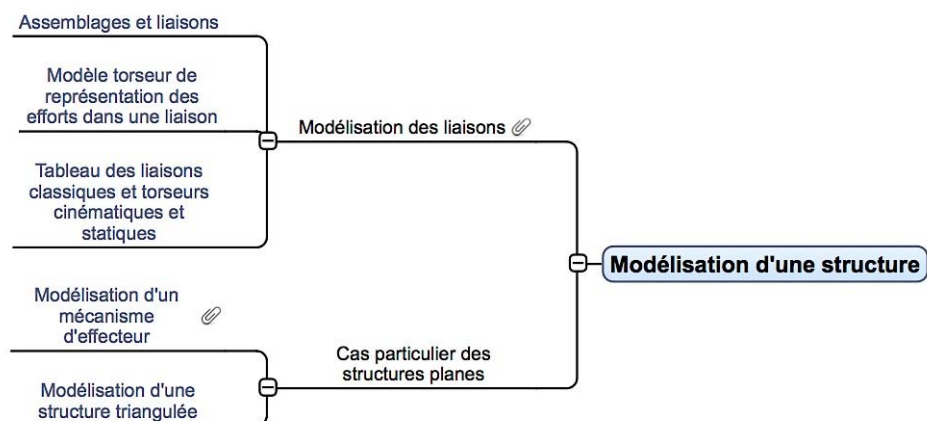 Assemblages et liaisons
Modèle torseur de
représentation des
efforts dans une liaison
Tableau des liaisons
classiques et torseurs
cinématiques et
statiques
Modélisation des liaisons
Modélisation d'un
mécanisme
d'effecteur
Modélisation d'une
structure triangulée
Cas particulier des
structures planes
Modélisation d'une structure